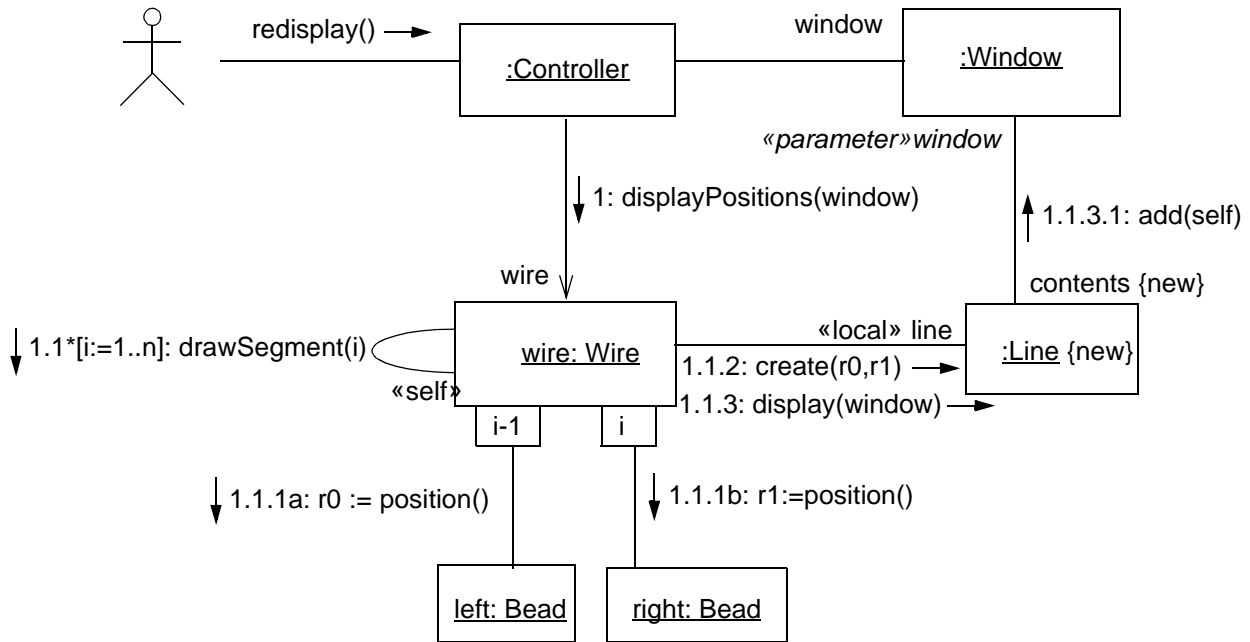 redisplay()
window
:Controller
:Window
«parameter»window
1: displayPositions(window)
1.1.3.1: add(self)
wire
contents {new}
1.1*[i:=1..n]: drawSegment(i)
«self»
wire: Wire
«local» line
:Line {new}
1.1.2: create(r0,r1)
1.1.3: display(window)
i-1
i
1.1.1a: r0 := position()
1.1.1b: r1:=position()
left: Bead
right: Bead